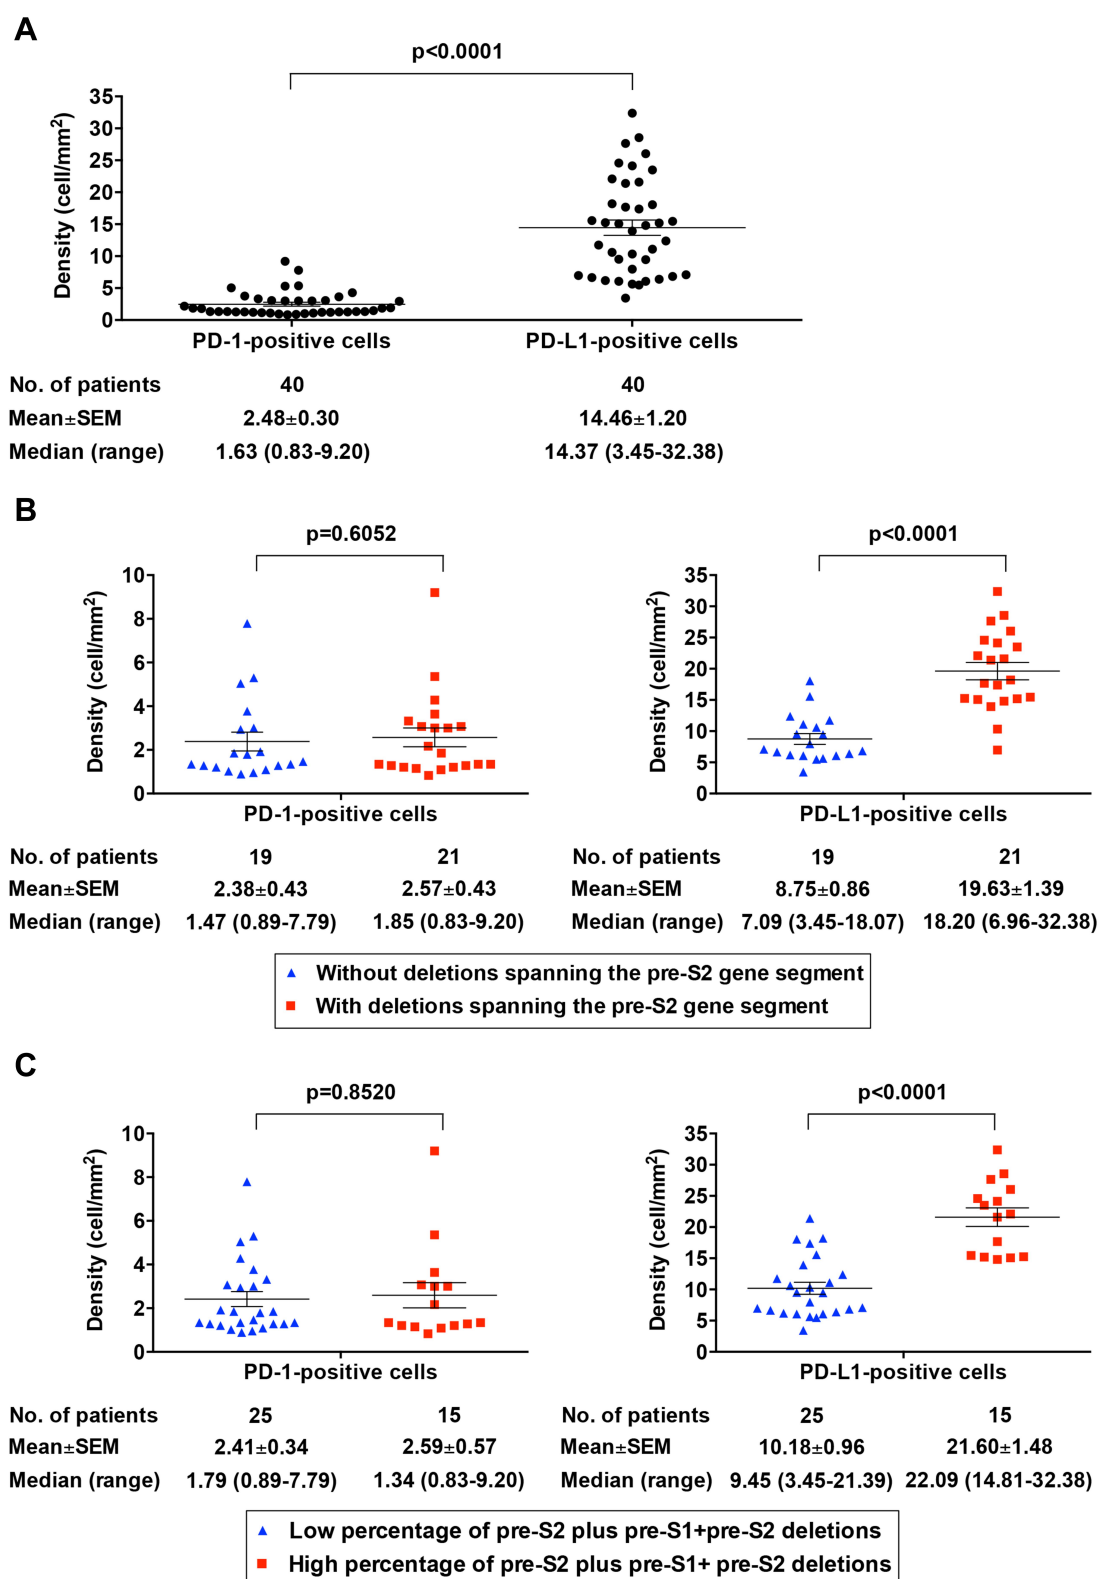 A
p<0.0001
35
30
25
20
15
10
5
0
Density (cell/mm²)
PD-1-positive cells PD-L1-positive cells
No. of patients 40 40
Mean±SEM 2.48±0.30 14.46±1.20
Median (range) 1.63 (0.83-9.20) 14.37 (3.45-32.38)
B
p=0.6052
10
8
6
4
2
0
Density (cell/mm²)
PD-1-positive cells
No. of patients 19 21
Mean±SEM 2.38±0.43 2.57±0.43
Median (range) 1.47 (0.89-7.79) 1.85 (0.83-9.20)
p<0.0001
35
30
25
20
15
10
5
0
Density (cell/mm²)
PD-L1-positive cells
No. of patients 19 21
Mean±SEM 8.75±0.86 19.63±1.39
Median (range) 7.09 (3.45-18.07) 18.20 (6.96-32.38)
Without deletions spanning the pre-S2 gene segment
With deletions spanning the pre-S2 gene segment
C
p=0.8520
10
8
6
4
2
0
Density (cell/mm²)
PD-1-positive cells
No. of patients 25 15
Mean±SEM 2.41±0.34 2.59±0.57
Median (range) 1.79 (0.89-7.79) 1.34 (0.83-9.20)
p<0.0001
35
30
25
20
15
10
5
0
Density (cell/mm²)
PD-L1-positive cells
No. of patients 25 15
Mean±SEM 10.18±0.96 21.60±1.48
Median (range) 9.45 (3.45-21.39) 22.09 (14.81-32.38)
Low percentage of pre-S2 plus pre-S1+pre-S2 deletions
High percentage of pre-S2 plus pre-S1+ pre-S2 deletions